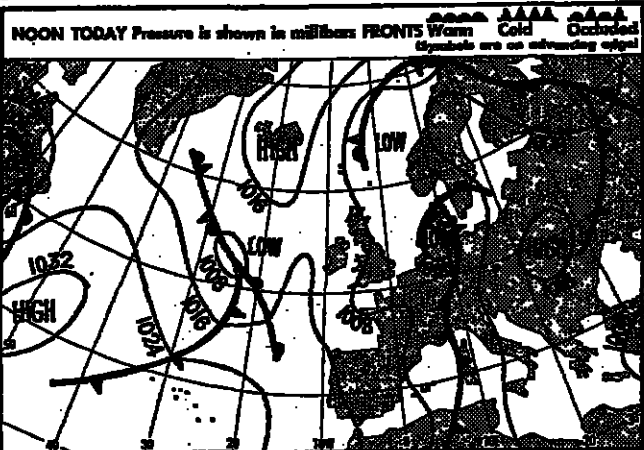 NOON TODAY Pressure is shown in millibars FRONTS Warm Cold Occluded
(Symbols are on advancing edge)
HIGH
LOW
1016
LOW
1032
1008
HIGH
1016
1008
1024
40
30
20
10W